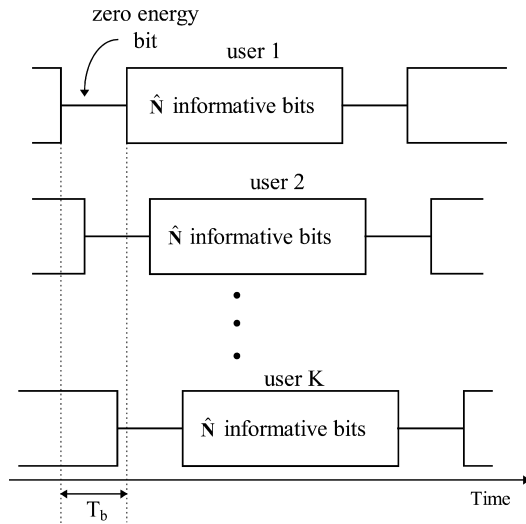 zero energy
bit
user 1
N̂ informative bits
user 2
N̂ informative bits
user K
N̂ informative bits
Time
T_b